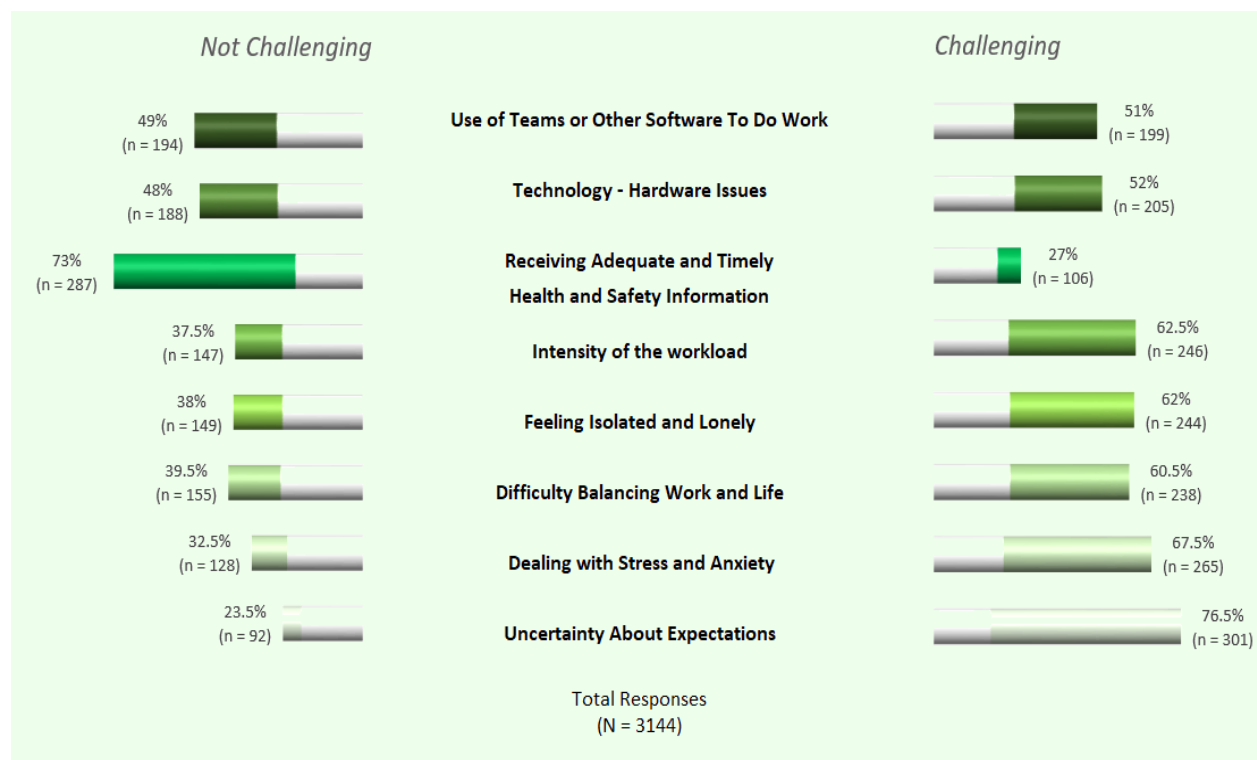 Not Challenging
Challenging
49%
(n = 194)
Use of Teams or Other Software To Do Work
51%
(n = 199)
48%
(n = 188)
Technology - Hardware Issues
52%
(n = 205)
73%
(n = 287)
Receiving Adequate and Timely
Health and Safety Information
27%
(n = 106)
37.5%
(n = 147)
Intensity of the workload
62.5%
(n = 246)
38%
(n = 149)
Feeling Isolated and Lonely
62%
(n = 244)
39.5%
(n = 155)
Difficulty Balancing Work and Life
60.5%
(n = 238)
32.5%
(n = 128)
Dealing with Stress and Anxiety
67.5%
(n = 265)
23.5%
(n = 92)
Uncertainty About Expectations
76.5%
(n = 301)
Total Responses
(N = 3144)